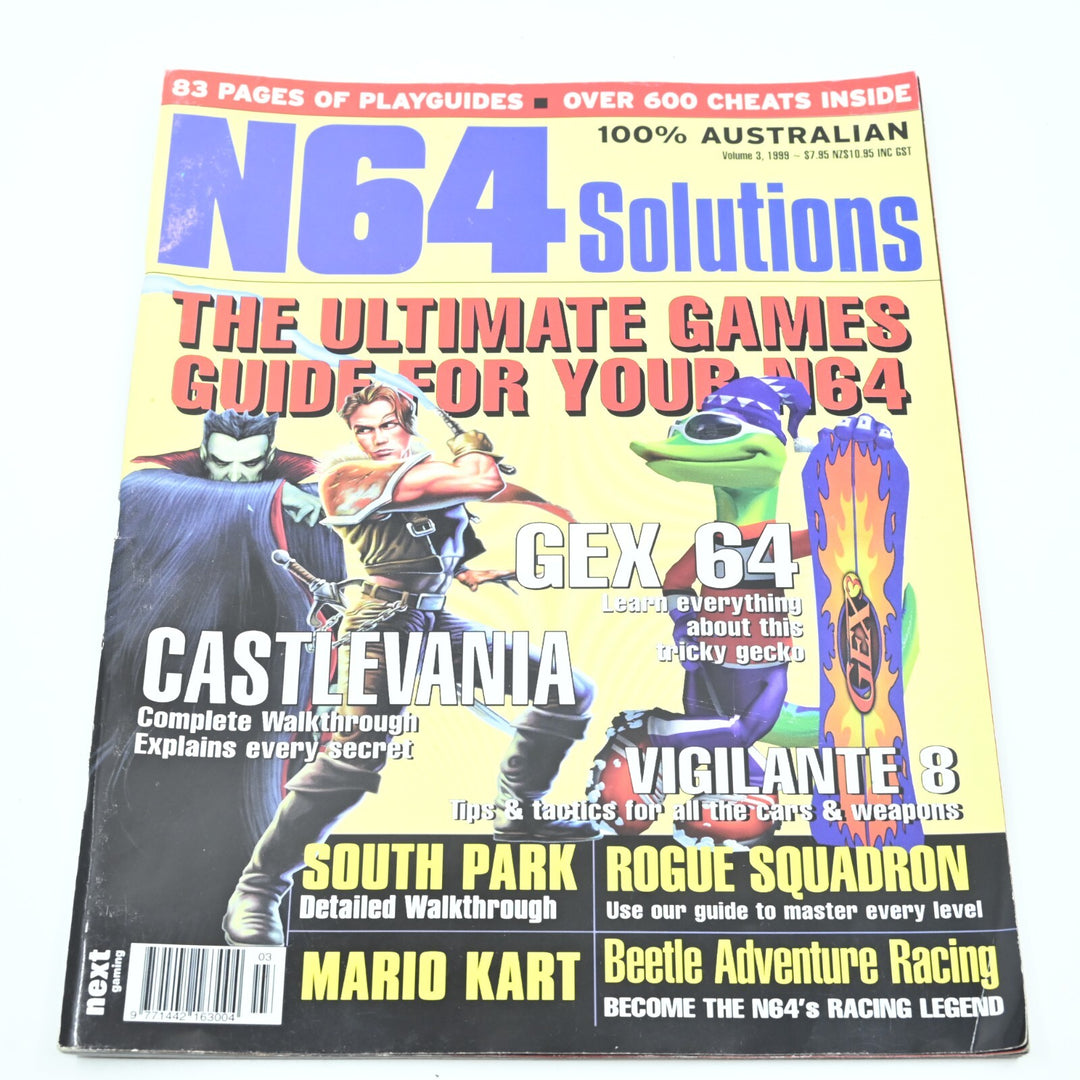 83 PAGES OF PLAYGUIDES ■ OVER 600 CHEATS INSIDE
100% AUSTRALIAN
Volume 3, 1999 ~ $7.95 NZ$10.95 INC GST
N64 Solutions
THE ULTIMATE GAMES
GUIDE FOR YOUR N64
GEX 64
Learn everything
about this
tricky gecko
GEX
CASTLEVANIA
Complete Walkthrough
Explains every secret
VIGILANTE 8
Tips & tactics for all the cars & weapons
SOUTH PARK
Detailed Walkthrough
ROGUE SQUADRON
Use our guide to master every level
MARIO KART
Beetle Adventure Racing
BECOME THE N64's RACING LEGEND
next
gaming
03
9 771442 163004